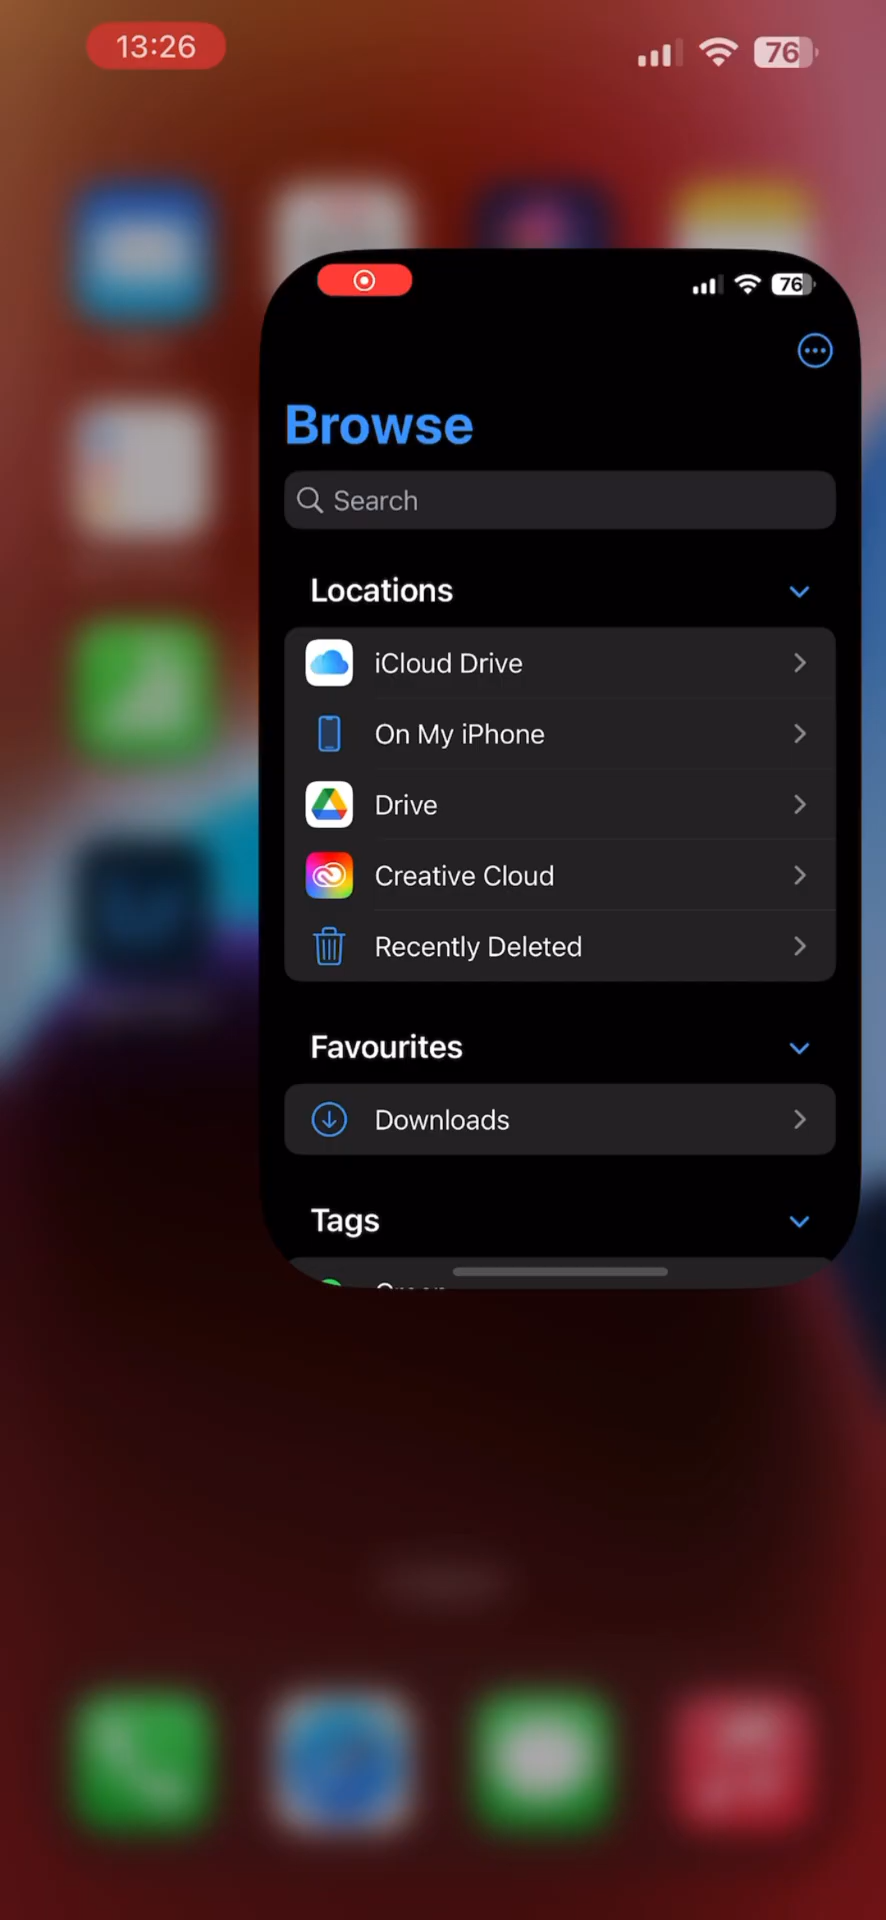 13:26
76
76
Browse
Search
Locations
iCloud Drive
On My iPhone
Drive
Creative Cloud
Recently Deleted
Favourites
Downloads
Tags